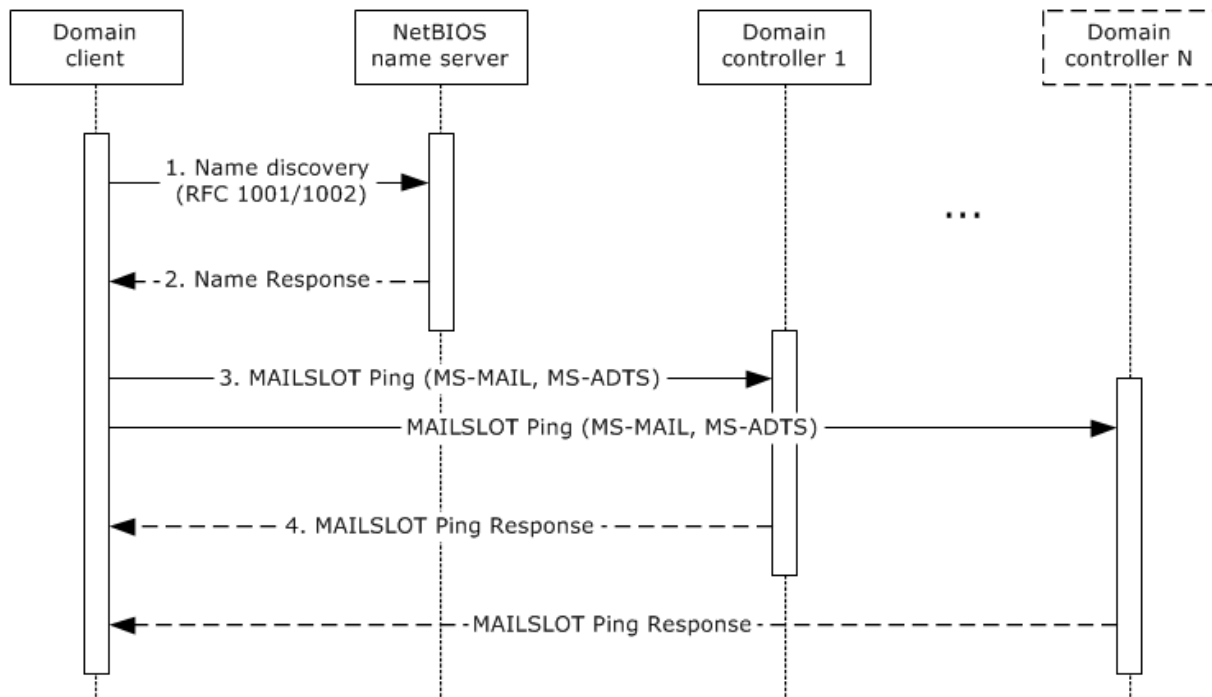 Domain
client
NetBIOS
name server
Domain
controller 1
Domain
controller N
1. Name discovery
(RFC 1001/1002)
...
2. Name Response
3. MAILSLOT Ping (MS-MAIL, MS-ADTS)
MAILSLOT Ping (MS-MAIL, MS-ADTS)
4. MAILSLOT Ping Response
MAILSLOT Ping Response